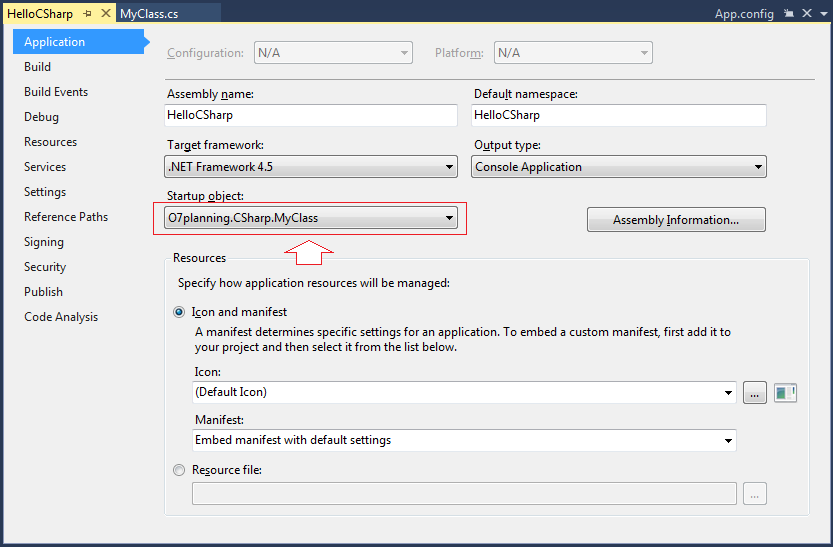 HelloCSharp MyClass.cs App.config
Application
Build
Build Events
Debug
Resources
Services
Settings
Reference Paths
Signing
Security
Publish
Code Analysis
Configuration: N/A Platform: N/A
Assembly name: Default namespace:
HelloCSharp HelloCSharp
Target framework: Output type:
.NET Framework 4.5 Console Application
Startup object:
O7planning.CSharp.MyClass Assembly Information...
Resources
Specify how application resources will be managed:
Icon and manifest
A manifest determines specific settings for an application. To embed a custom manifest, first add it to
your project and then select it from the list below.
Icon:
(Default Icon) ...
Manifest:
Embed manifest with default settings
Resource file:
...